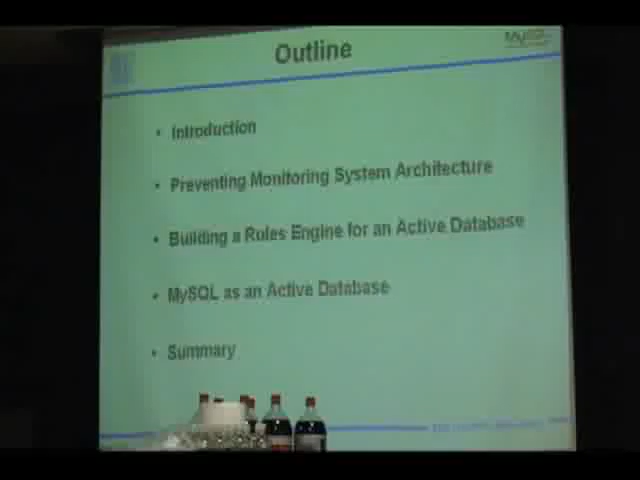 Outline
• Introduction
• Preventing Monitoring System Architecture
• Building a Rules Engine for an Active Database
• MySQL as an Active Database
• Summary